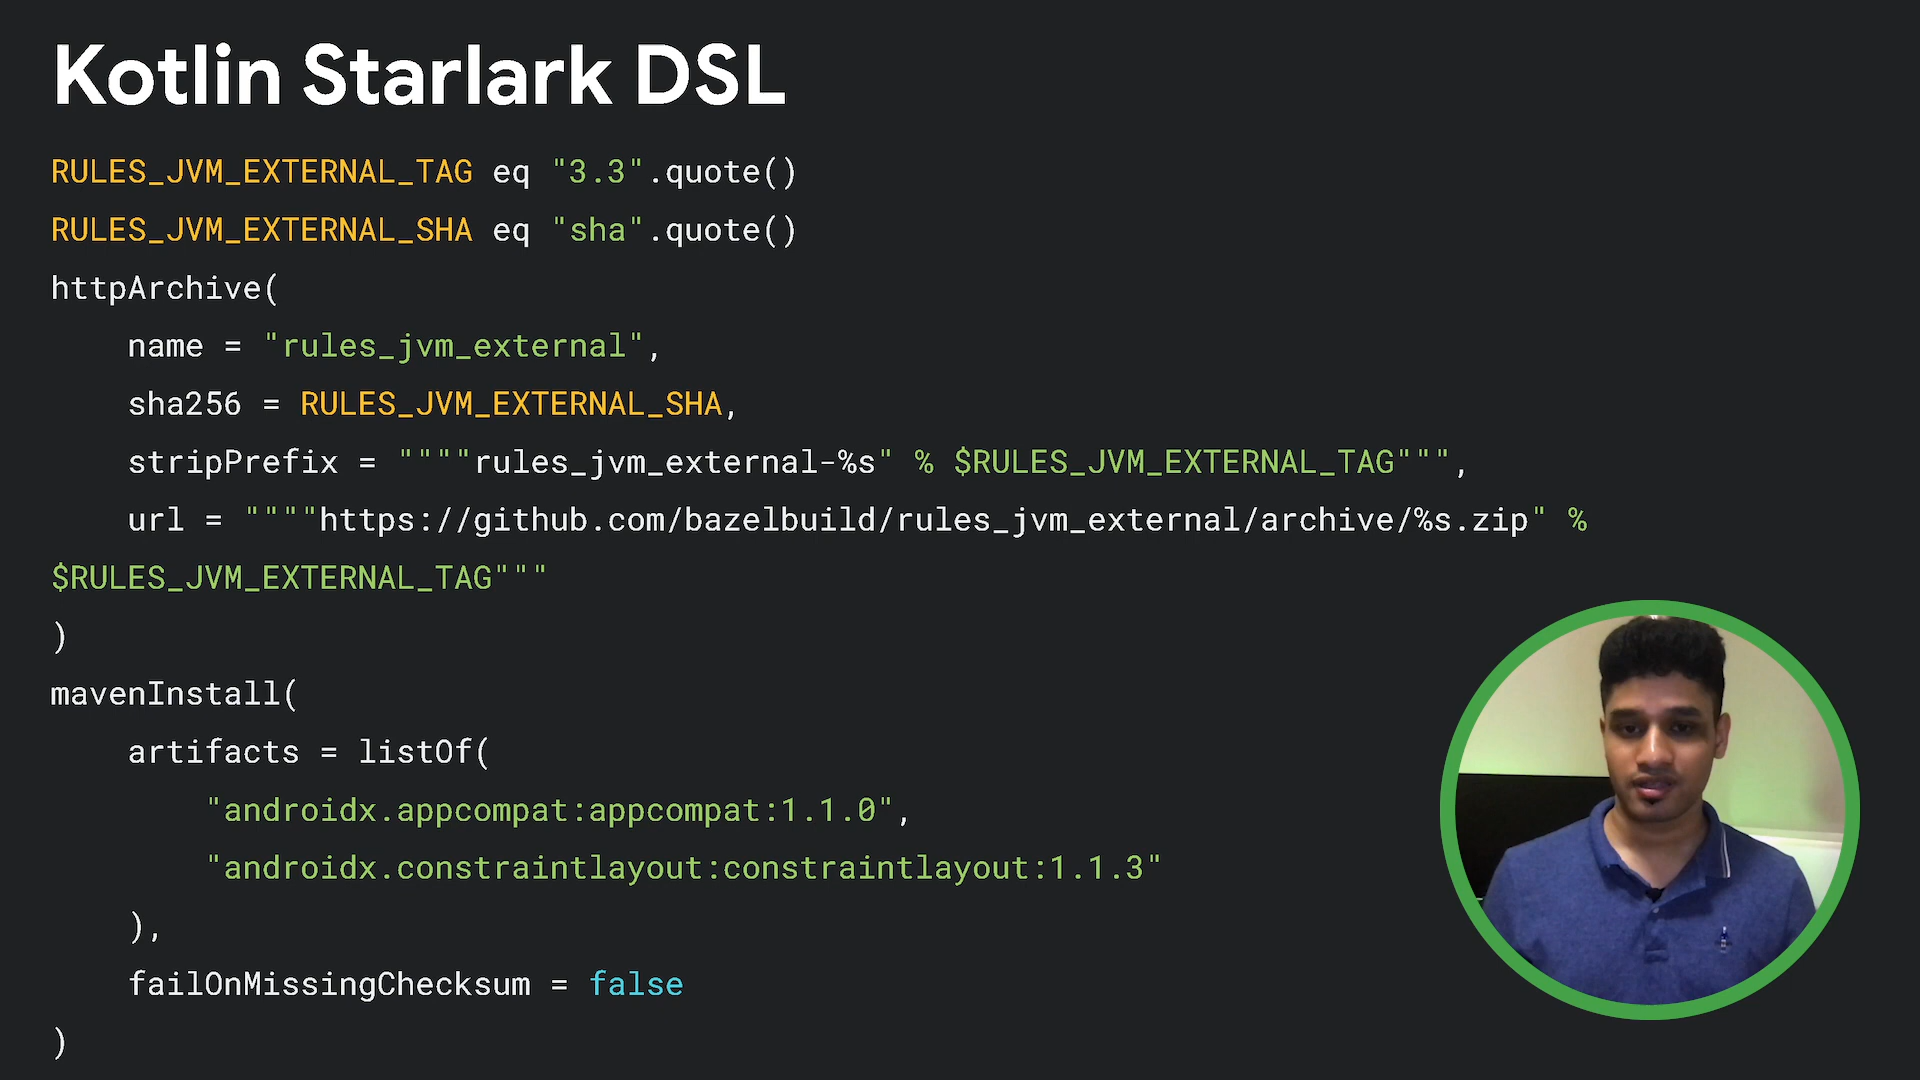 Kotlin Starlark DSL
RULES_JVM_EXTERNAL_TAG eq "3.3".quote()
RULES_JVM_EXTERNAL_SHA eq "sha".quote()
httpArchive(
    name = "rules_jvm_external",
    sha256 = RULES_JVM_EXTERNAL_SHA,
    stripPrefix = """"rules_jvm_external-%s" % $RULES_JVM_EXTERNAL_TAG""",
    url = """"https://github.com/bazelbuild/rules_jvm_external/archive/%s.zip" %
$RULES_JVM_EXTERNAL_TAG"""
)
mavenInstall(
    artifacts = listOf(
        "androidx.appcompat:appcompat:1.1.0",
        "androidx.constraintlayout:constraintlayout:1.1.3"
    ),
    failOnMissingChecksum = false
)